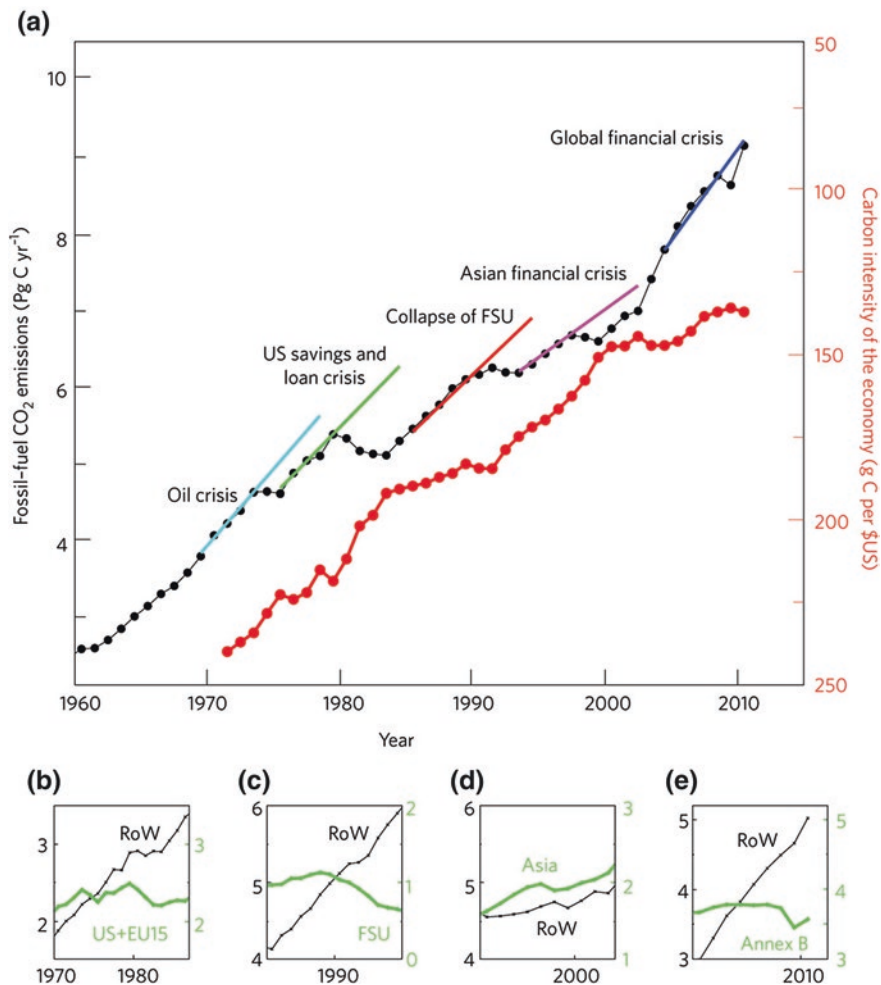 (a)
10
8
6
4
Fossil-fuel CO₂ emissions (Pg C yr⁻¹)
50
100
150
200
250
Carbon intensity of the economy (g C per $US)
Global financial crisis
Asian financial crisis
Collapse of FSU
US savings and
loan crisis
Oil crisis
1960 1970 1980 1990 2000 2010
Year
(b)
3
2
3
2
RoW
US+EU15
1970 1980
(c)
6
5
4
2
1
0
RoW
FSU
1990
(d)
6
5
4
3
2
1
Asia
RoW
2000
(e)
5
4
3
5
4
3
RoW
Annex B
2010